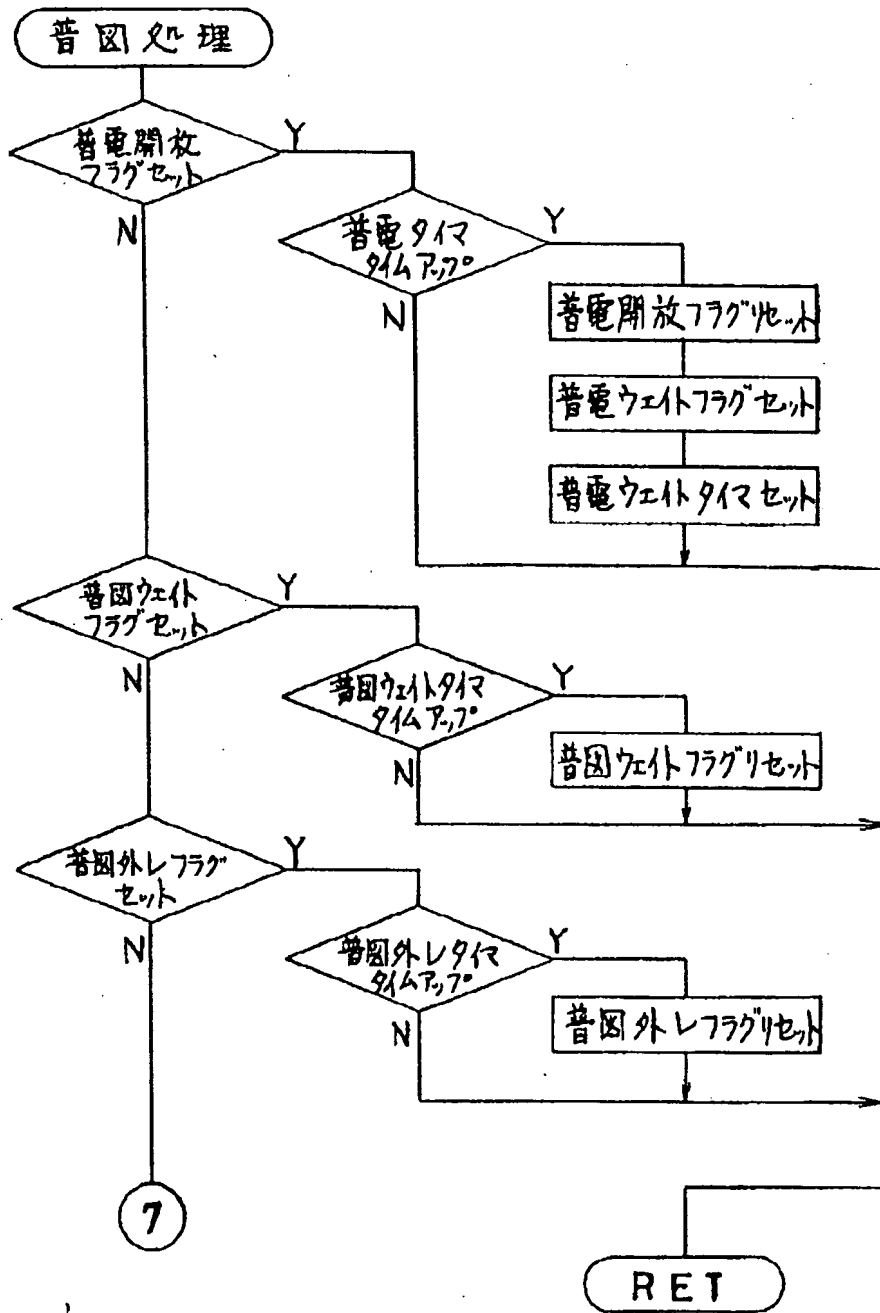 普図処理
普電開放
フラグセット
Y
N
普電タイマ
タイムアップ
Y
N
普電開放フラグリセット
普電ウェイトフラグセット
普電ウェイトタイマセット
普図ウェイト
フラグセット
Y
N
普図ウェイトタイマ
タイムアップ
Y
N
普図ウェイトフラグリセット
普図外レフラグ
セット
Y
N
普図外レタイマ
タイムアップ
Y
N
普図外レフラグリセット
7
RET